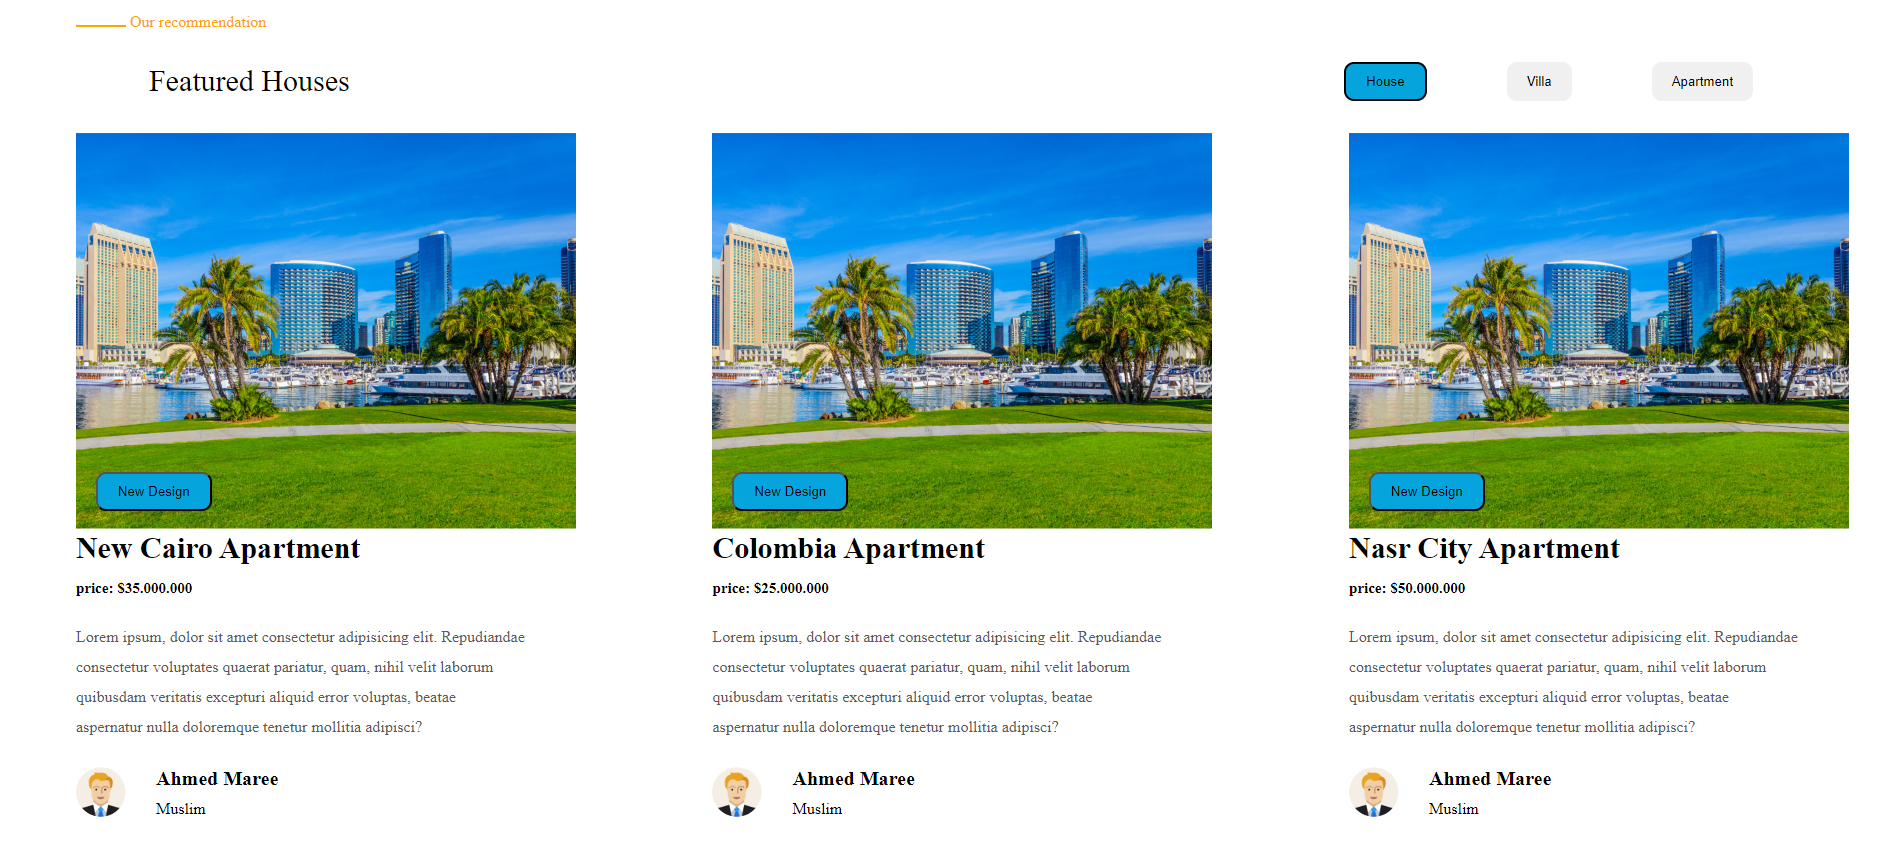 Our recommendation
Featured Houses
House
Villa
Apartment
New Design
New Cairo Apartment
price: $35.000.000
Lorem ipsum, dolor sit amet consectetur adipisicing elit. Repudiandae
consectetur voluptates quaerat pariatur, quam, nihil velit laborum
quibusdam veritatis excepturi aliquid error voluptas, beatae
aspernatur nulla doloremque tenetur mollitia adipisci?
Ahmed Maree
Muslim
New Design
Colombia Apartment
price: $25.000.000
Lorem ipsum, dolor sit amet consectetur adipisicing elit. Repudiandae
consectetur voluptates quaerat pariatur, quam, nihil velit laborum
quibusdam veritatis excepturi aliquid error voluptas, beatae
aspernatur nulla doloremque tenetur mollitia adipisci?
Ahmed Maree
Muslim
New Design
Nasr City Apartment
price: $50.000.000
Lorem ipsum, dolor sit amet consectetur adipisicing elit. Repudiandae
consectetur voluptates quaerat pariatur, quam, nihil velit laborum
quibusdam veritatis excepturi aliquid error voluptas, beatae
aspernatur nulla doloremque tenetur mollitia adipisci?
Ahmed Maree
Muslim